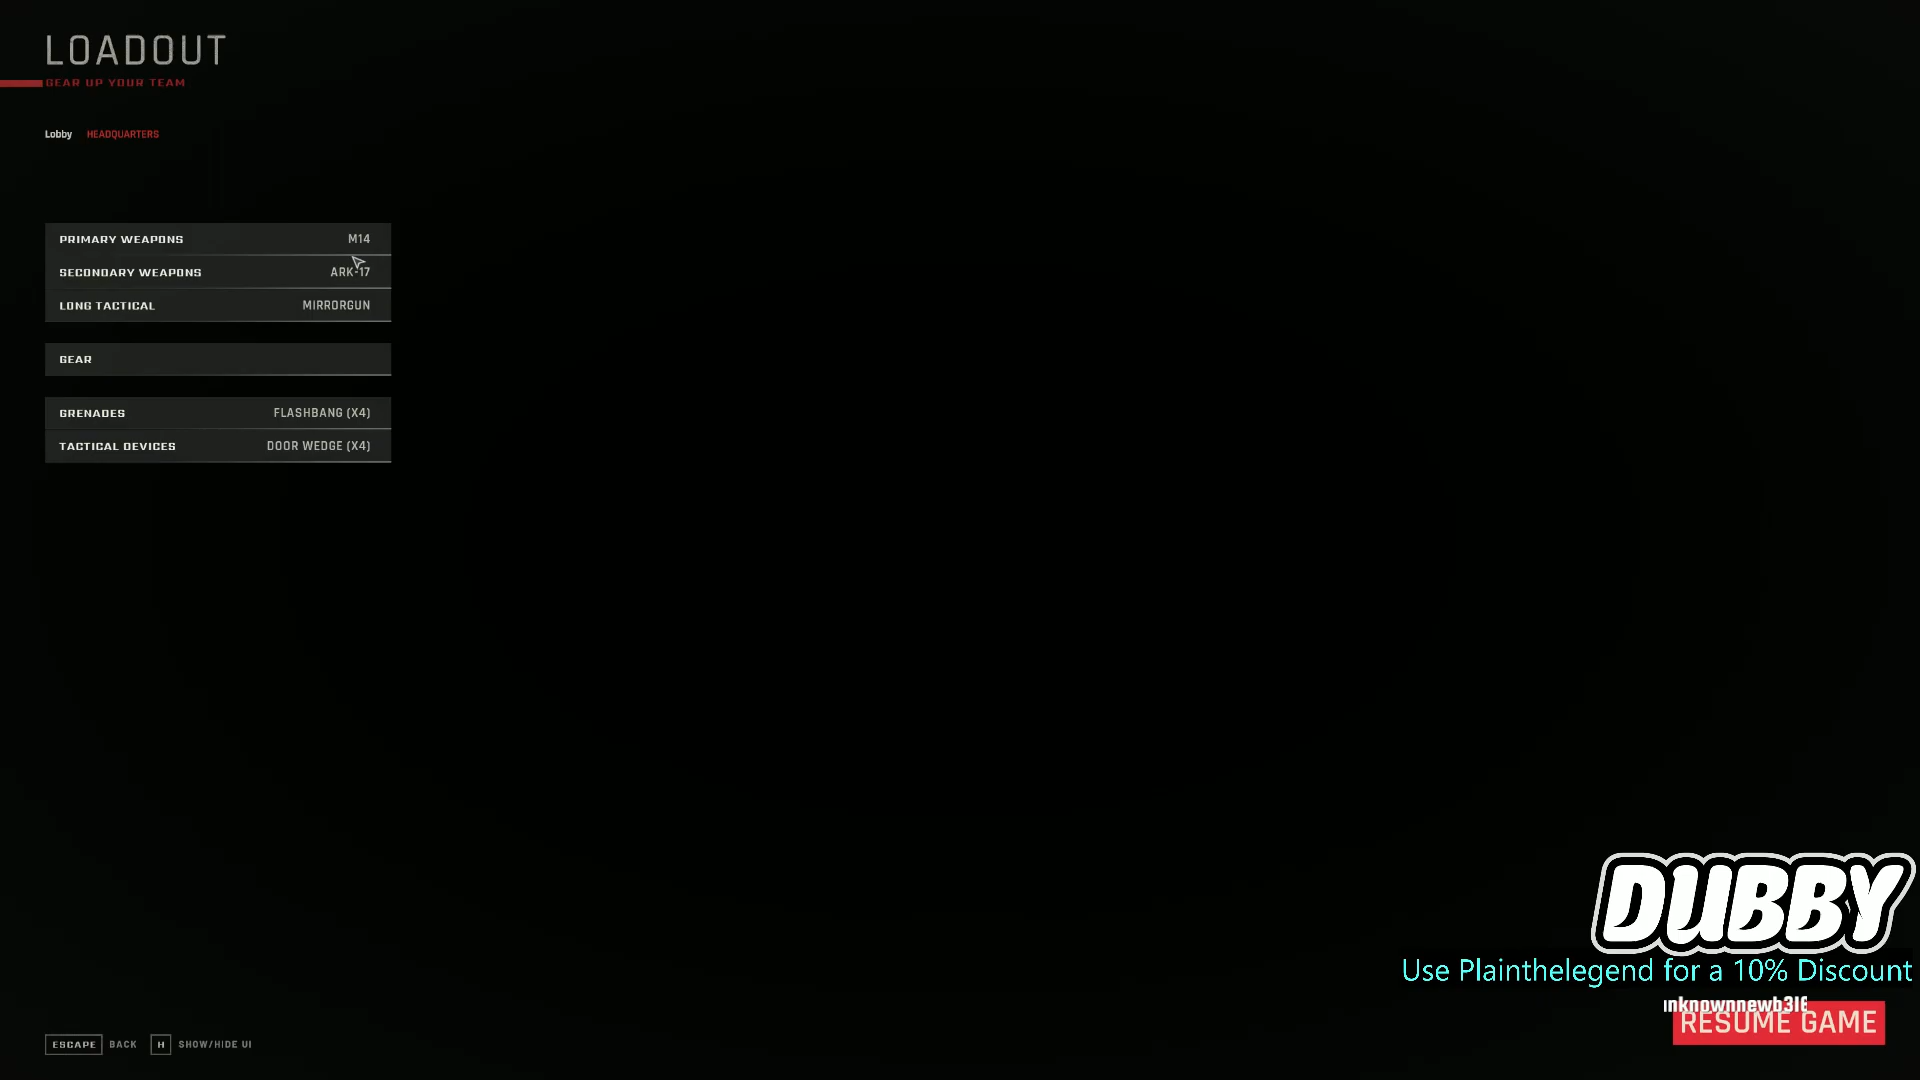 LOADOUT
GEAR UP YOUR TEAM
Lobby HEADQUARTERS
PRIMARY WEAPONS M14
SECONDARY WEAPONS ARK-17
LONG TACTICAL MIRRORGUN
GEAR
GRENADES FLASHBANG (X4)
TACTICAL DEVICES DOOR WEDGE (X4)
DUBBY
Use Plainthelegend for a 10% Discount
RESUME GAME
ESCAPE BACK H SHOW/HIDE UI